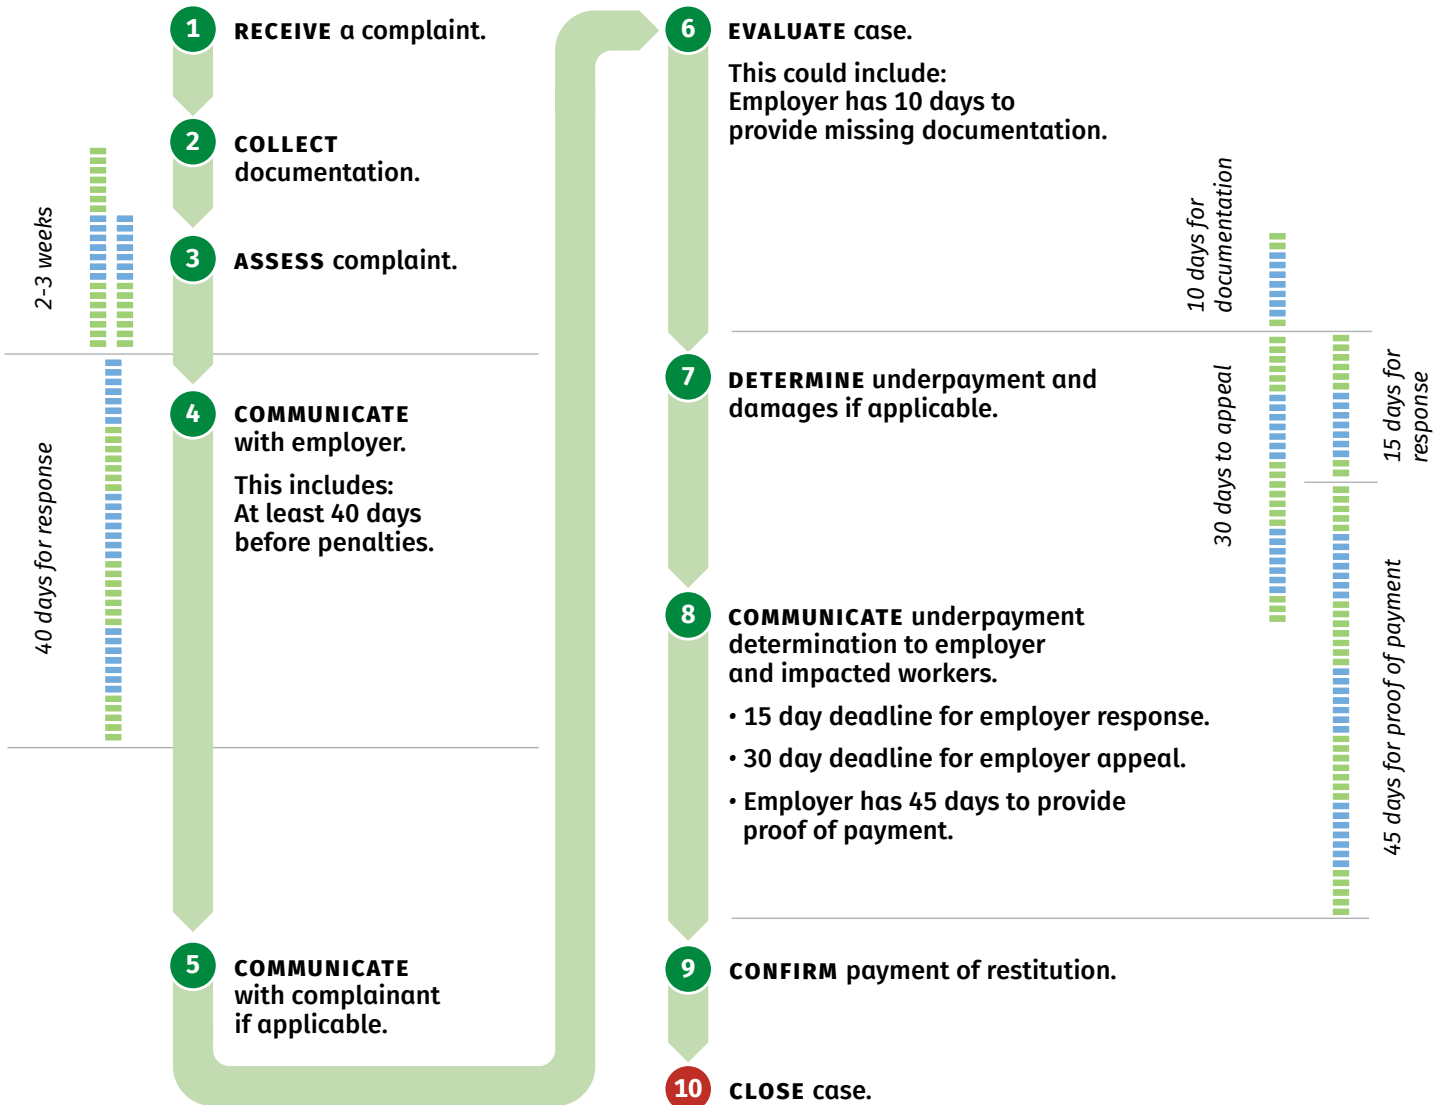 1
RECEIVE a complaint.
2
COLLECT
documentation.
3
ASSESS complaint.
2-3 weeks
4
COMMUNICATE
with employer.
This includes:
At least 40 days
before penalties.
40 days for response
5
COMMUNICATE
with complainant
if applicable.
6
EVALUATE case.
This could include:
Employer has 10 days to
provide missing documentation.
10 days for
documentation
7
DETERMINE underpayment and
damages if applicable.
30 days to appeal
15 days for
response
8
COMMUNICATE underpayment
determination to employer
and impacted workers.
• 15 day deadline for employer response.
• 30 day deadline for employer appeal.
• Employer has 45 days to provide
proof of payment.
45 days for proof of payment
9
CONFIRM payment of restitution.
10
CLOSE case.